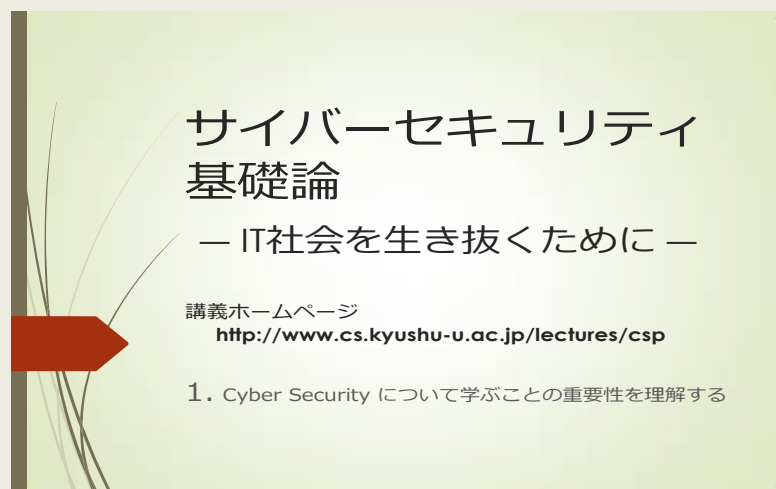 サイバーセキュリティ
基礎論
― IT社会を生き抜くために ―
講義ホームページ
http://www.cs.kyushu-u.ac.jp/lectures/csp
1. Cyber Security について学ぶことの重要性を理解する